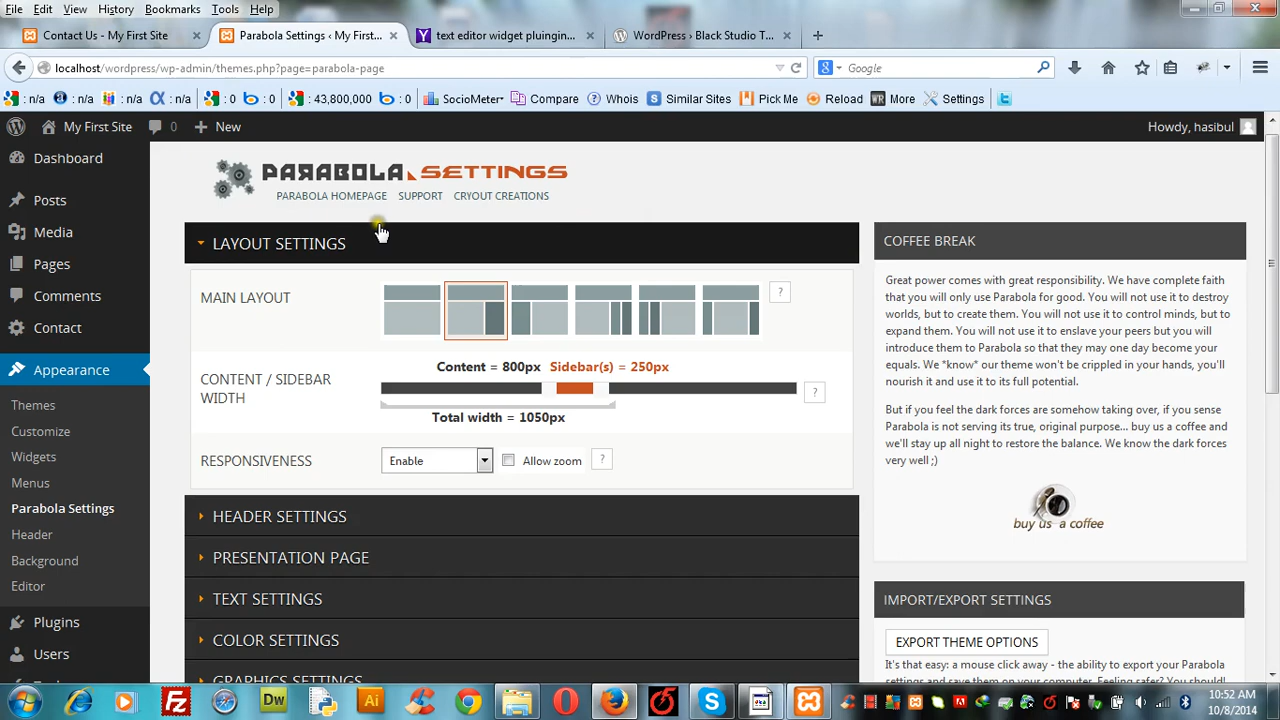 File Edit View History Bookmarks Tools Help
Contact Us - My First Site
Parabola Settings ‹ My First...
text editor widget pluinging...
WordPress › Black Studio T...
localhost/wordpress/wp-admin/themes.php?page=parabola-page
Google
: n/a : n/a : n/a : n/a : 0 : 0 : 43,800,000 : 0 SocioMeter Compare Whois Similar Sites Pick Me Reload More Settings
My First Site 0 New Howdy, hasibul
Dashboard
Posts
Media
Pages
Comments
Contact
Appearance
Themes
Customize
Widgets
Menus
Parabola Settings
Header
Background
Editor
Plugins
Users
PARABOLA SETTINGS
PARABOLA HOMEPAGE SUPPORT CRYOUT CREATIONS
LAYOUT SETTINGS
MAIN LAYOUT
?
Content = 800px Sidebar(s) = 250px
CONTENT / SIDEBAR
WIDTH
?
Total width = 1050px
RESPONSIVENESS
Enable Allow zoom ?
HEADER SETTINGS
PRESENTATION PAGE
TEXT SETTINGS
COLOR SETTINGS
GRAPHICS SETTINGS
COFFEE BREAK
Great power comes with great responsibility. We have complete faith
that you will only use Parabola for good. You will not use it to destroy
worlds, but to create them. You will not use it to control minds, but to
expand them. You will not use it to enslave your peers but you will
introduce them to Parabola so that they may one day become your
equals. We *know* our theme won't be crippled in your hands, you'll
nourish it and use it to its full potential.
But if you feel the dark forces are somehow taking over, if you sense
Parabola is not serving its true, original purpose... buy us a coffee and
we'll stay up all night to restore the balance. We know the dark forces
very well ;)
buy us a coffee
IMPORT/EXPORT SETTINGS
EXPORT THEME OPTIONS
It's that easy: a mouse click away - the ability to export your Parabola
settings and save them on your computer. Feeling safer? You should!
10:52 AM
10/8/2014